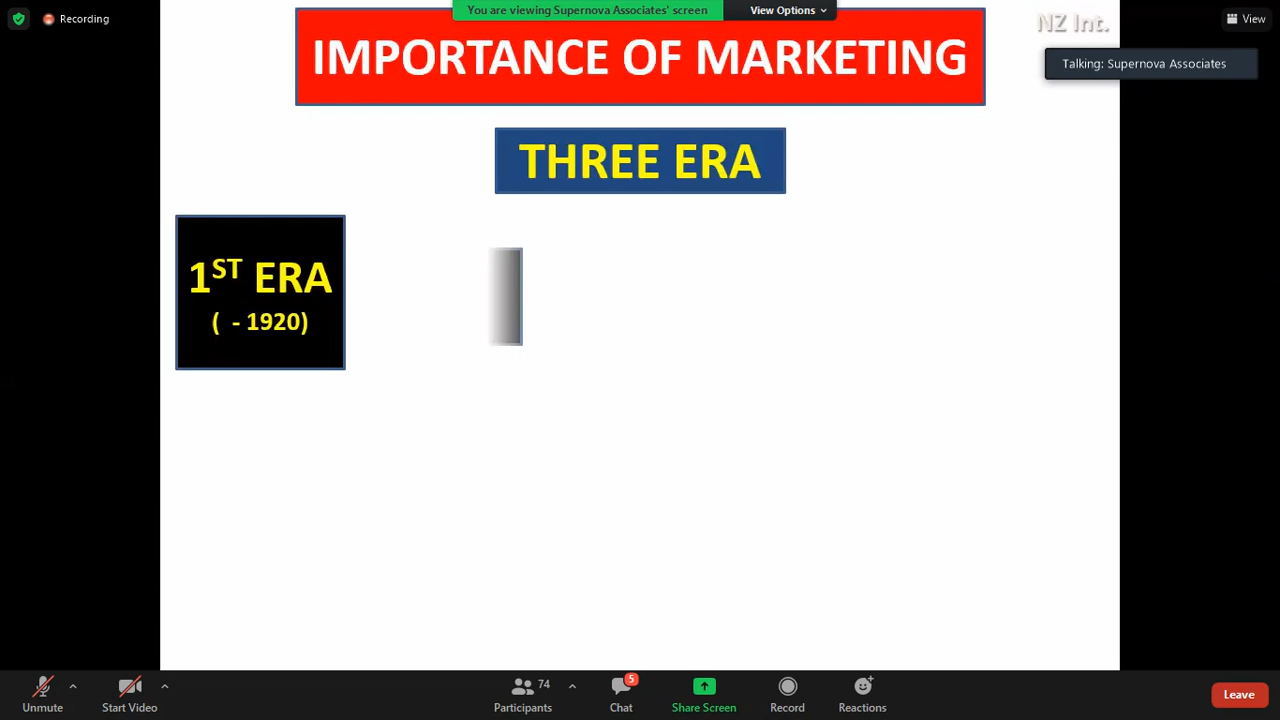 You are viewing Supernova Associates' screen
View Options
Recording
NZ Int.
View
Talking: Supernova Associates
IMPORTANCE OF MARKETING
THREE ERA
1ST ERA
( - 1920)
Unmute
Start Video
74
Participants
5
Chat
Share Screen
Record
Reactions
Leave